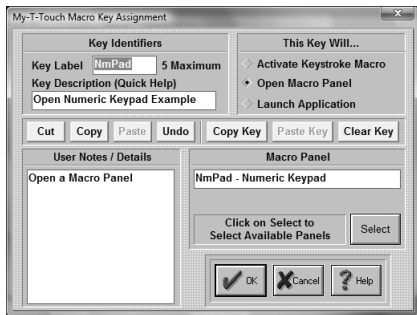 My-T-Touch Macro Key Assignment
Key Identifiers
Key Label NmPad 5 Maximum
Key Description (Quick Help)
Open Numeric Keypad Example
This Key Will...
Activate Keystroke Macro
Open Macro Panel
Launch Application
Cut Copy Paste Undo Copy Key Paste Key Clear Key
User Notes / Details
Open a Macro Panel
Macro Panel
NmPad - Numeric Keypad
Click on Select to
Select Available Panels
Select
OK Cancel Help